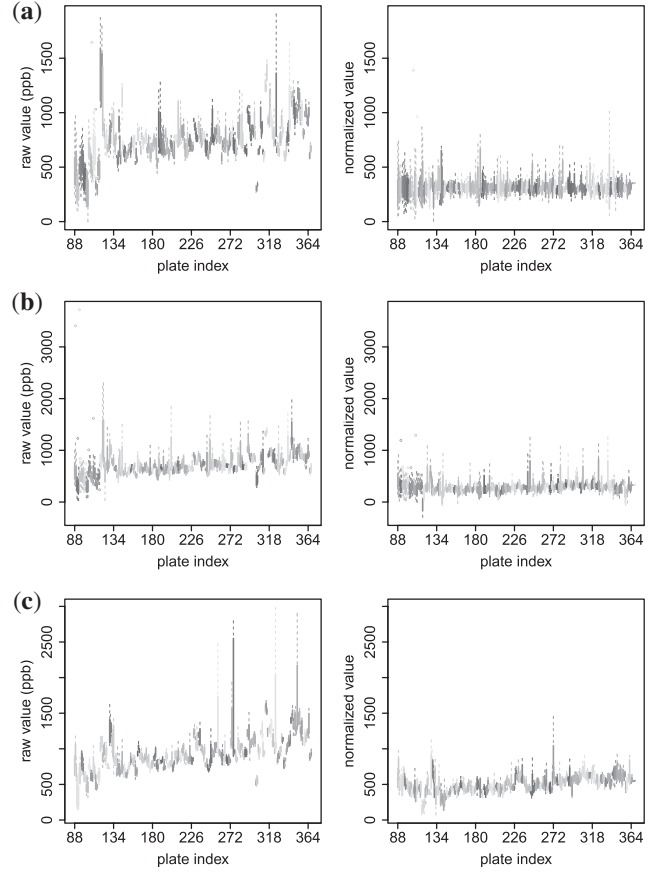 (a)
raw value (ppb)
0 500 1000 1500
88 134 180 226 272 318 364
plate index
normalized value
0 500 1000 1500
88 134 180 226 272 318 364
plate index
(b)
raw value (ppb)
0 1000 2000 3000
88 134 180 226 272 318 364
plate index
normalized value
0 1000 2000 3000
88 134 180 226 272 318 364
plate index
(c)
raw value (ppb)
0 500 1500 2500
88 134 180 226 272 318 364
plate index
normalized value
0 500 1500 2500
88 134 180 226 272 318 364
plate index